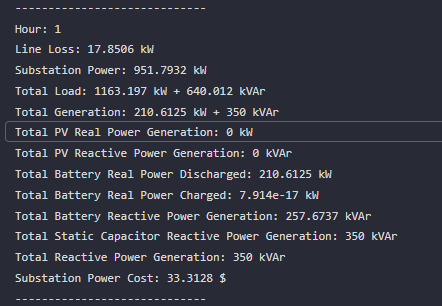 -----------------------------
Hour: 1
Line Loss: 17.8506 kW
Substation Power: 951.7932 kW
Total Load: 1163.197 kW + 640.012 kVAr
Total Generation: 210.6125 kW + 350 kVAr
Total PV Real Power Generation: 0 kW
Total PV Reactive Power Generation: 0 kVAr
Total Battery Real Power Discharged: 210.6125 kW
Total Battery Real Power Charged: 7.914e-17 kW
Total Battery Reactive Power Generation: 257.6737 kVAr
Total Static Capacitor Reactive Power Generation: 350 kVAr
Total Reactive Power Generation: 350 kVAr
Substation Power Cost: 33.3128 $
-----------------------------